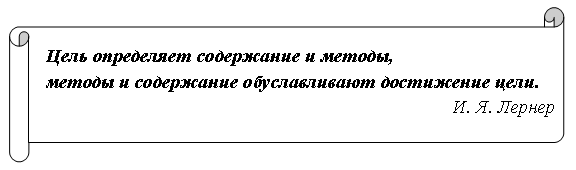 Цель определяет содержание и методы,
методы и содержание обуславливают достижение цели.
И. Я. Лернер